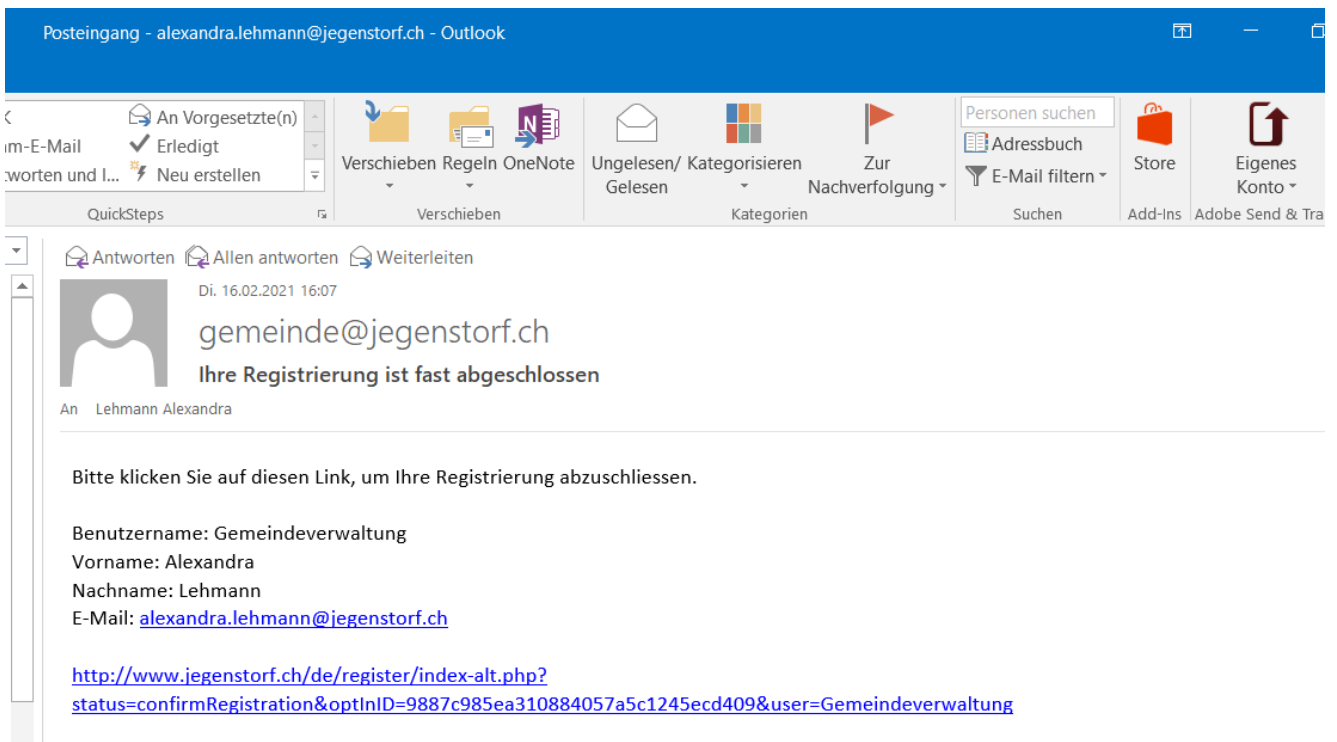 Posteingang - alexandra.lehmann@jegenstorf.ch - Outlook
An Vorgesetzte(n)
Erledigt
Neu erstellen
QuickSteps
Verschieben Regeln OneNote
Verschieben
Ungelesen/ Gelesen
Kategorisieren
Zur Nachverfolgung
Kategorien
Personen suchen
Adressbuch
E-Mail filtern
Suchen
Store
Add-Ins
Eigenes Konto
Adobe Send & Tra
Antworten Allen antworten Weiterleiten
Di. 16.02.2021 16:07
gemeinde@jegenstorf.ch
Ihre Registrierung ist fast abgeschlossen
An Lehmann Alexandra
Bitte klicken Sie auf diesen Link, um Ihre Registrierung abzuschliessen.
Benutzername: Gemeindeverwaltung
Vorname: Alexandra
Nachname: Lehmann
E-Mail: alexandra.lehmann@jegenstorf.ch
http://www.jegenstorf.ch/de/register/index-alt.php?
status=confirmRegistration&optInID=9887c985ea310884057a5c1245ecd409&user=Gemeindeverwaltung